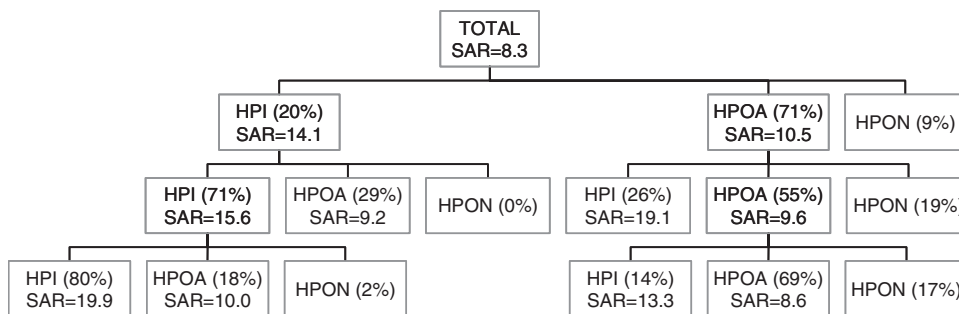 TOTAL
SAR=8.3
HPI (20%)
SAR=14.1
HPOA (71%)
SAR=10.5
HPON (9%)
HPI (71%)
SAR=15.6
HPOA (29%)
SAR=9.2
HPON (0%)
HPI (26%)
SAR=19.1
HPOA (55%)
SAR=9.6
HPON (19%)
HPI (80%)
SAR=19.9
HPOA (18%)
SAR=10.0
HPON (2%)
HPI (14%)
SAR=13.3
HPOA (69%)
SAR=8.6
HPON (17%)